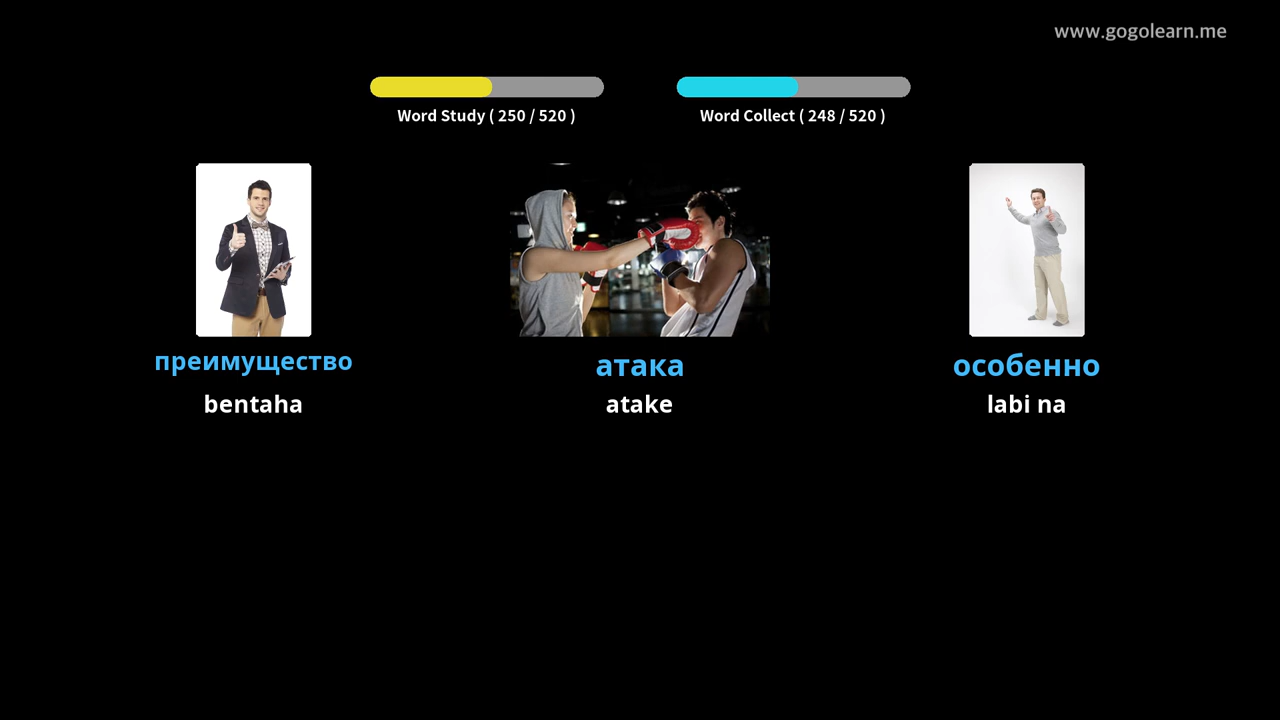 www.gogolearn.me
Word Study ( 250 / 520 )
Word Collect ( 248 / 520 )
преимущество
атака
особенно
bentaha
atake
labi na